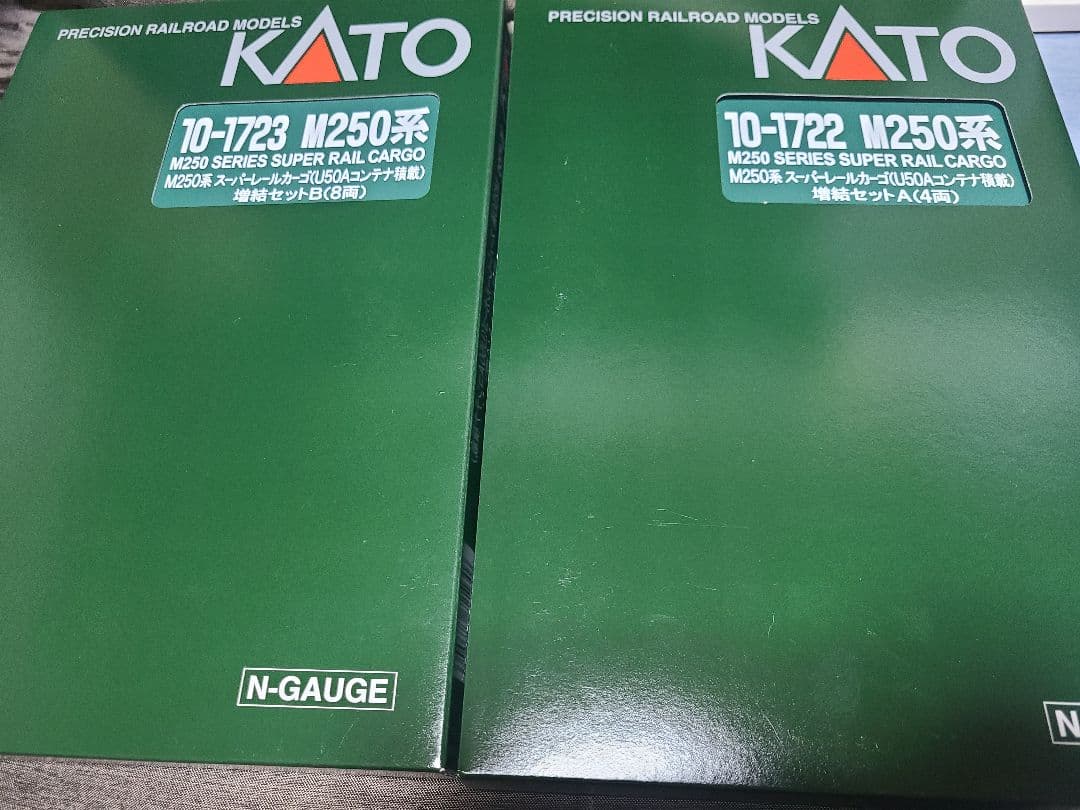 PRECISION RAILROAD MODELS
KATO
10-1723 M250系
M250 SERIES SUPER RAIL CARGO
M250系 スーパーレールカーゴ(U50Aコンテナ積載)
増結セットB(8両)
N-GAUGE
PRECISION RAILROAD MODELS
KATO
10-1722 M250系
M250 SERIES SUPER RAIL CARGO
M250系 スーパーレールカーゴ(U50Aコンテナ積載)
増結セットA(4両)
N